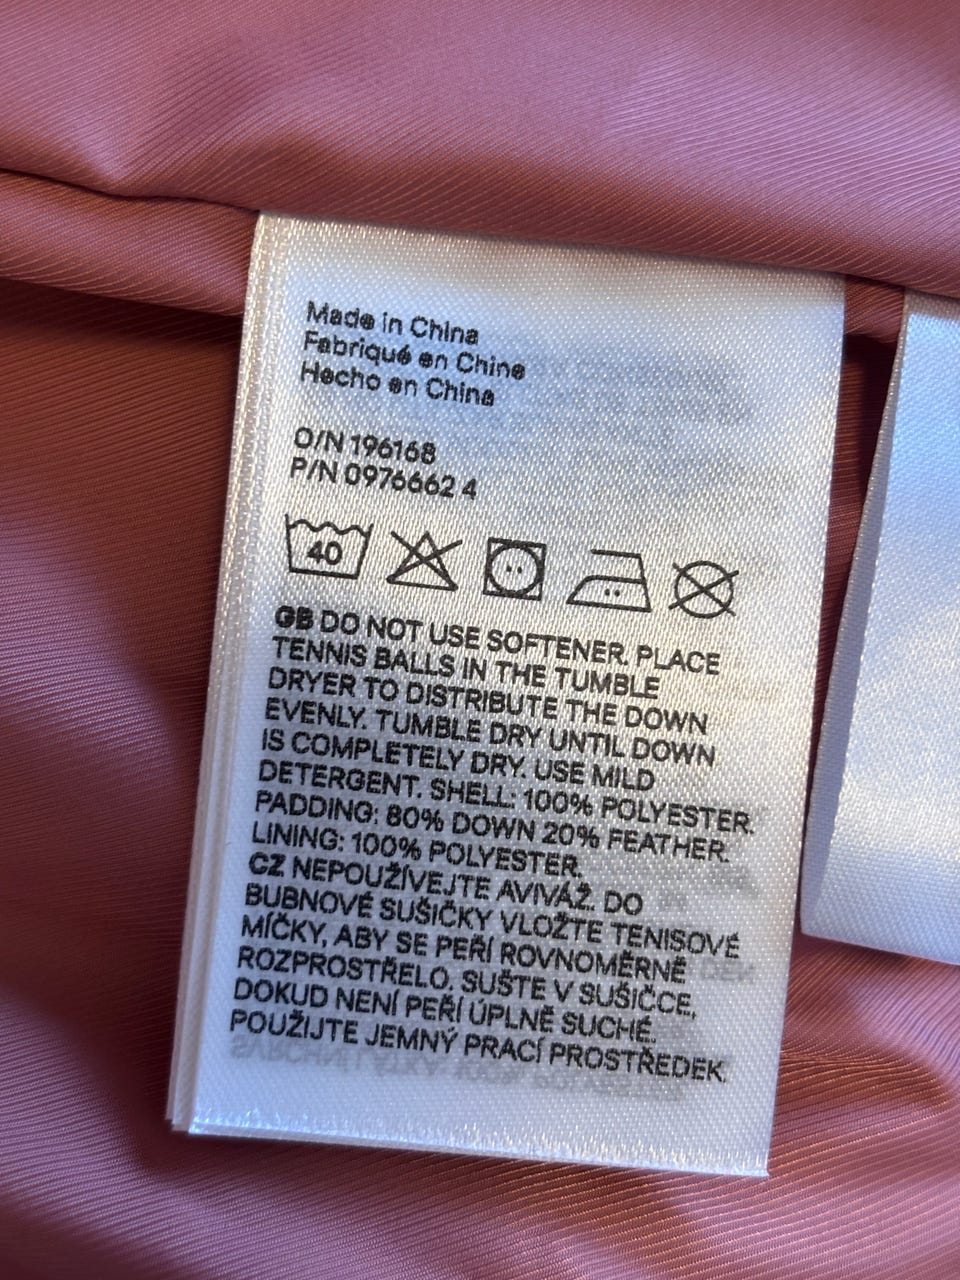 Made in China
Fabriqué en Chine
Hecho en China
O/N 196168
P/N 0976662 4
40
GB DO NOT USE SOFTENER. PLACE
TENNIS BALLS IN THE TUMBLE
DRYER TO DISTRIBUTE THE DOWN
EVENLY. TUMBLE DRY UNTIL DOWN
IS COMPLETELY DRY. USE MILD
DETERGENT. SHELL: 100% POLYESTER.
PADDING: 80% DOWN 20% FEATHER.
LINING: 100% POLYESTER.
CZ NEPOUŽÍVEJTE AVIVÁŽ. DO
BUBNOVÉ SUŠIČKY VLOŽTE TENISOVÉ
MÍČKY, ABY SE PEŘÍ ROVNOMĚRNĚ
ROZPROSTŘELO. SUŠTE V SUŠIČCE,
DOKUD NENÍ PEŘÍ ÚPLNĚ SUCHÉ.
POUŽIJTE JEMNÝ PRACÍ PROSTŘEDEK.